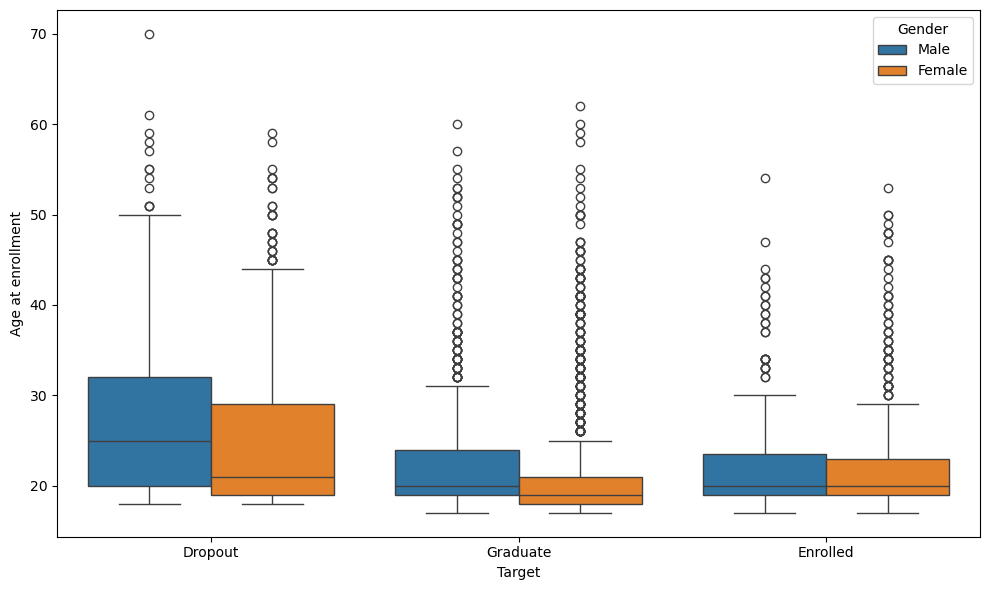 Gender
Male
Female
70
60
50
40
30
20
Age at enrollment
Dropout
Graduate
Enrolled
Target